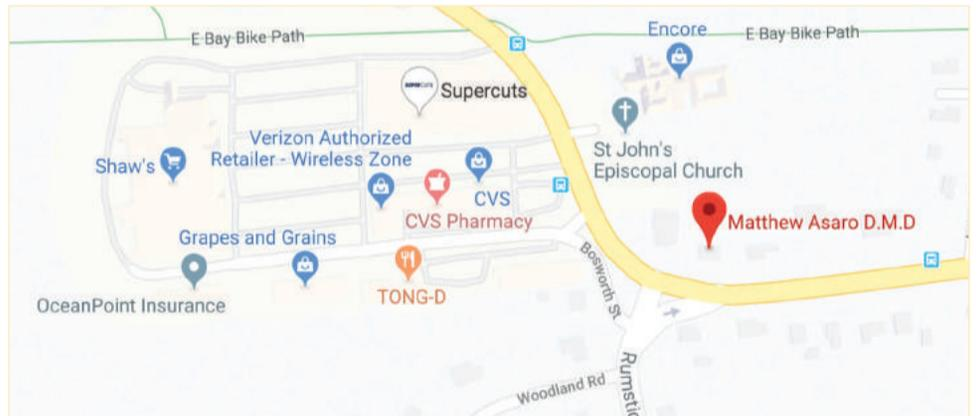 E Bay Bike Path
Encore
E Bay Bike Path
Supercuts
Verizon Authorized
Retailer - Wireless Zone
St John's
Episcopal Church
Shaw's
CVS
CVS Pharmacy
Matthew Asaro D.M.D
Grapes and Grains
Bosworth St
TONG-D
OceanPoint Insurance
Woodland Rd